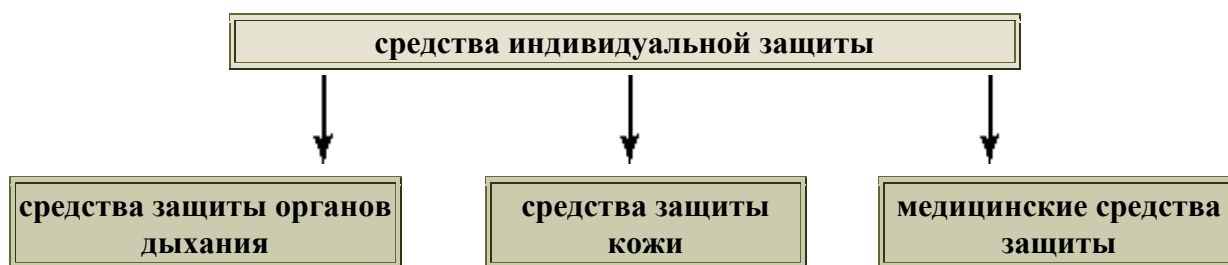 средства индивидуальной защиты
средства защиты органов
дыхания
средства защиты
кожи
медицинские средства
защиты